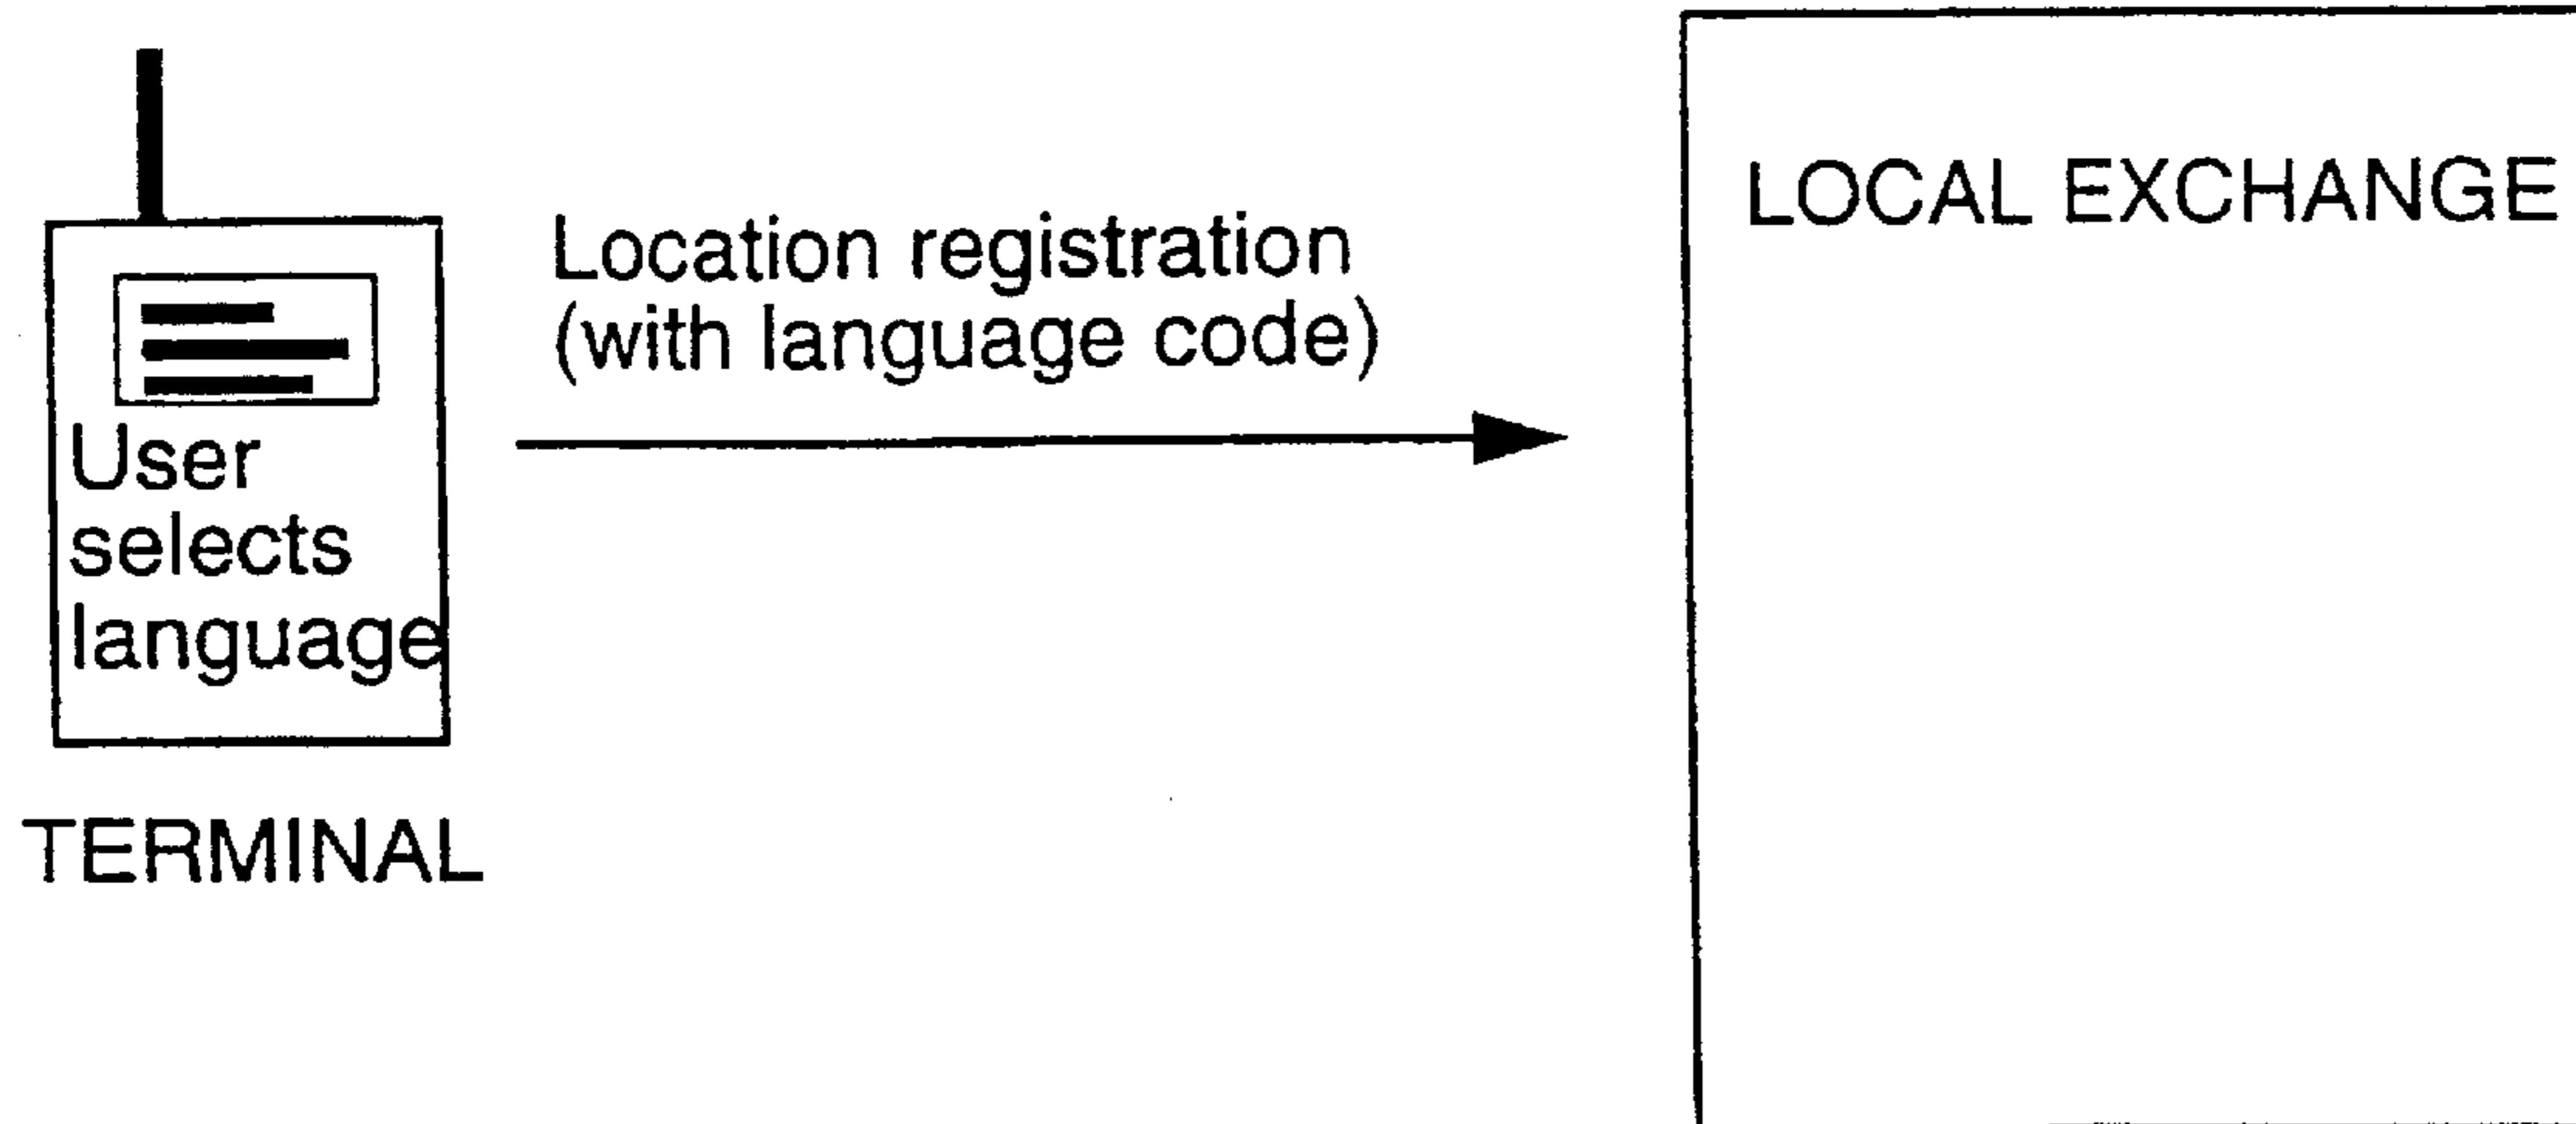 User
selects
language
TERMINAL
Location registration
(with language code)
LOCAL EXCHANGE